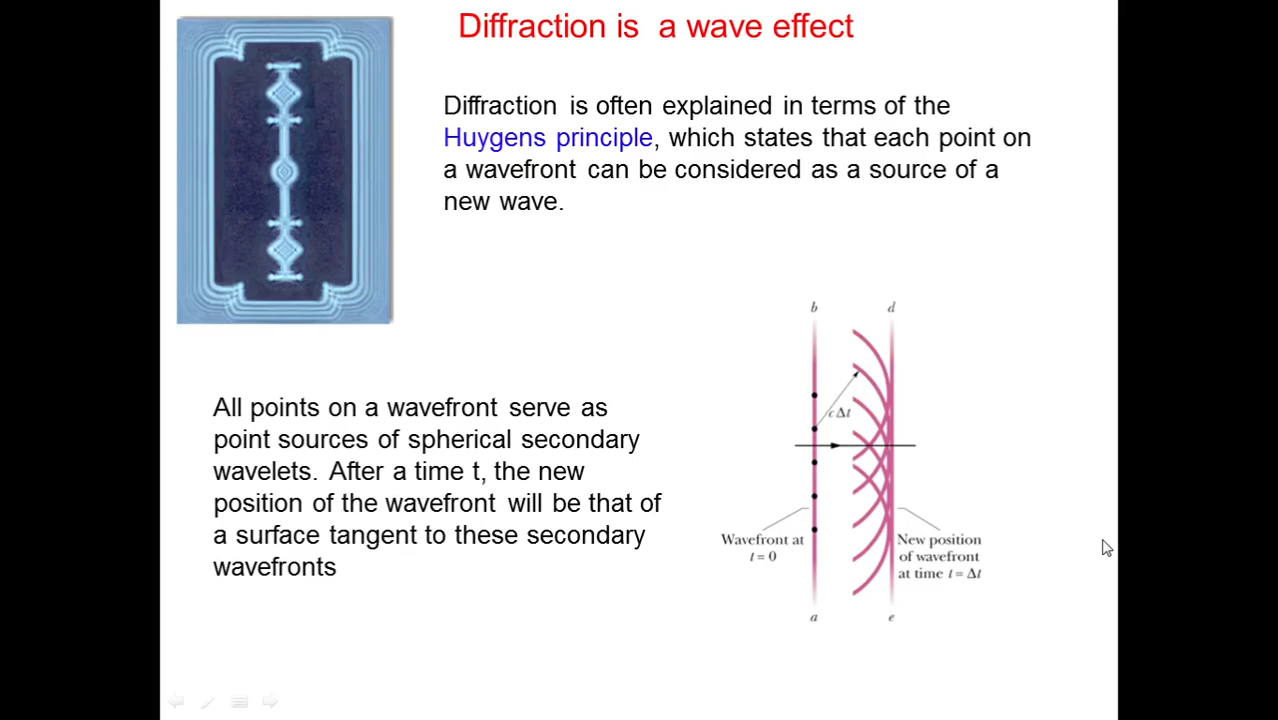 Diffraction is a wave effect
Diffraction is often explained in terms of the
Huygens principle, which states that each point on
a wavefront can be considered as a source of a
new wave.
All points on a wavefront serve as
point sources of spherical secondary
wavelets. After a time t, the new
position of the wavefront will be that of
a surface tangent to these secondary
wavefronts
b
d
cΔt
Wavefront at
t = 0
New position
of wavefront
at time t = Δt
a
e